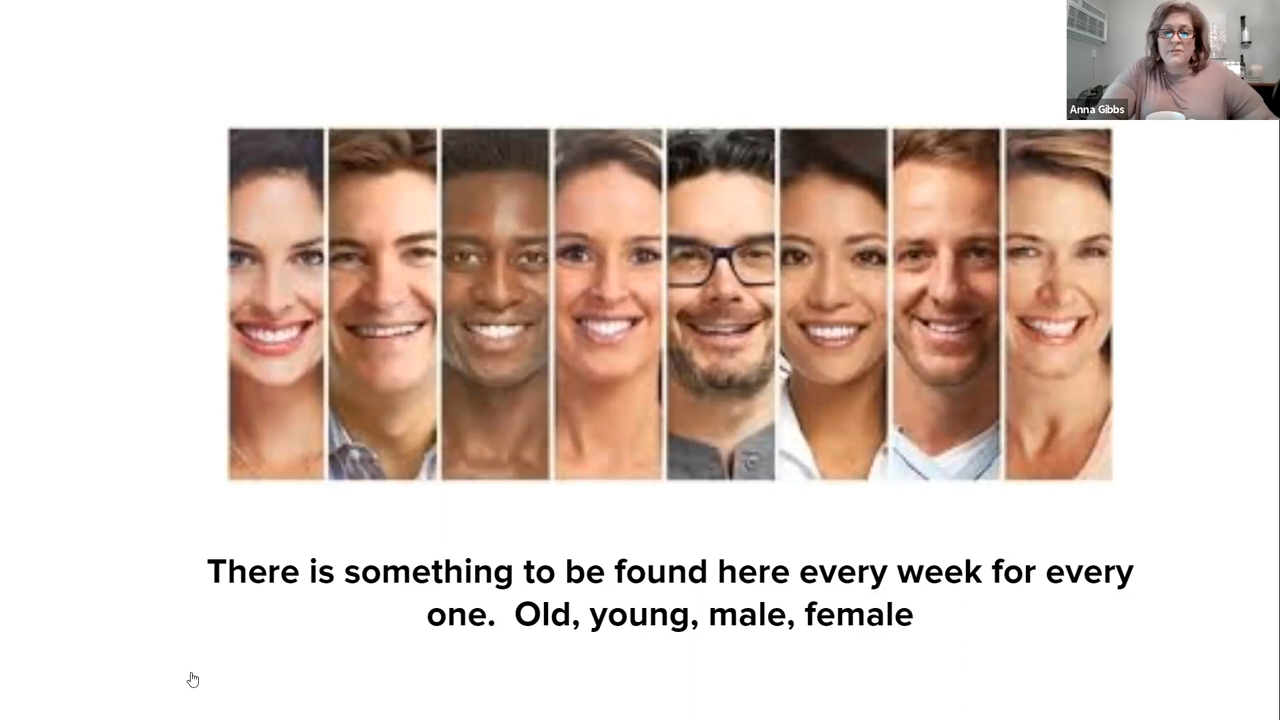 Anna Gibbs
There is something to be found here every week for every
one.  Old, young, male, female